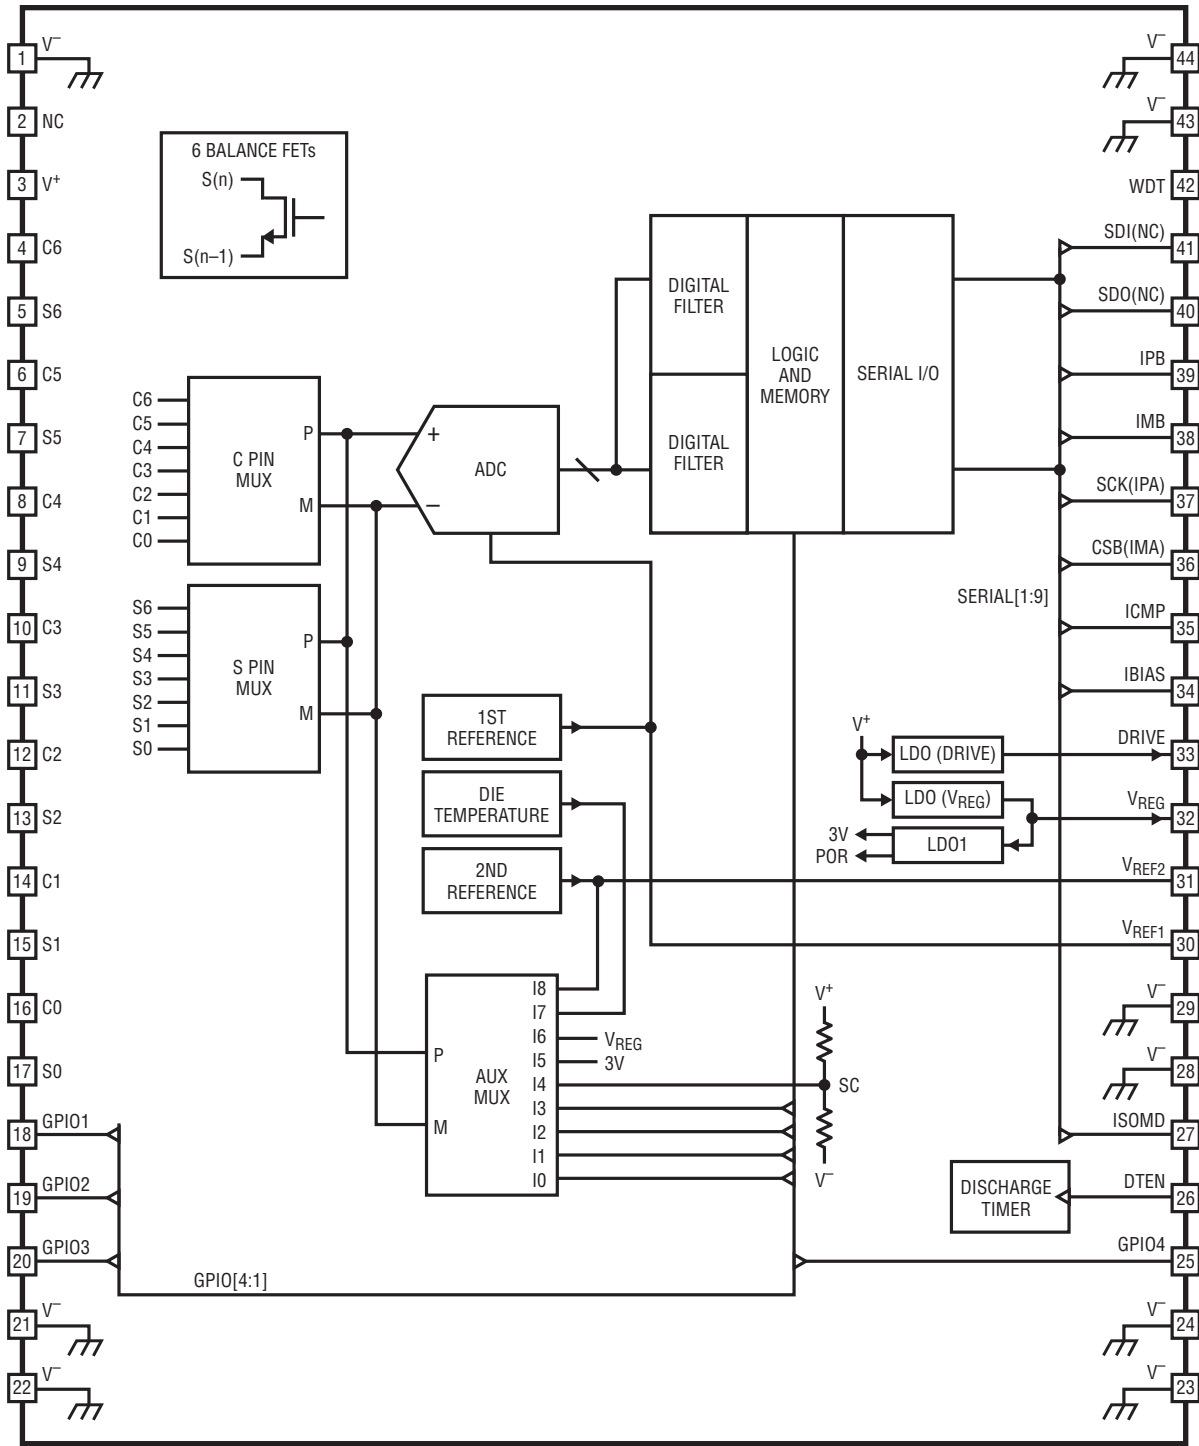 1 V–
2 NC
3 V+
4 C6
5 S6
6 C5
7 S5
8 C4
9 S4
10 C3
11 S3
12 C2
13 S2
14 C1
15 S1
16 C0
17 S0
18 GPIO1
19 GPIO2
20 GPIO3
21 V–
22 V–
6 BALANCE FETs
S(n)
S(n–1)
C6
C5
C4
C3
C2
C1
C0
C PIN
MUX
P
M
S6
S5
S4
S3
S2
S1
S0
S PIN
MUX
P
M
+
–
ADC
DIGITAL
FILTER
DIGITAL
FILTER
LOGIC
AND
MEMORY
SERIAL I/O
1ST
REFERENCE
DIE
TEMPERATURE
2ND
REFERENCE
P
M
AUX
MUX
I8
I7
I6
I5
I4
I3
I2
I1
I0
VREG
3V
V+
SC
V–
GPIO[4:1]
SERIAL[1:9]
V+
LDO (DRIVE)
LDO (VREG)
LDO1
3V
POR
DISCHARGE
TIMER
V– 44
V– 43
WDT 42
SDI(NC) 41
SDO(NC) 40
IPB 39
IMB 38
SCK(IPA) 37
CSB(IMA) 36
ICMP 35
IBIAS 34
DRIVE 33
VREG 32
VREF2 31
VREF1 30
V– 29
V– 28
ISOMD 27
DTEN 26
GPIO4 25
V– 24
V– 23